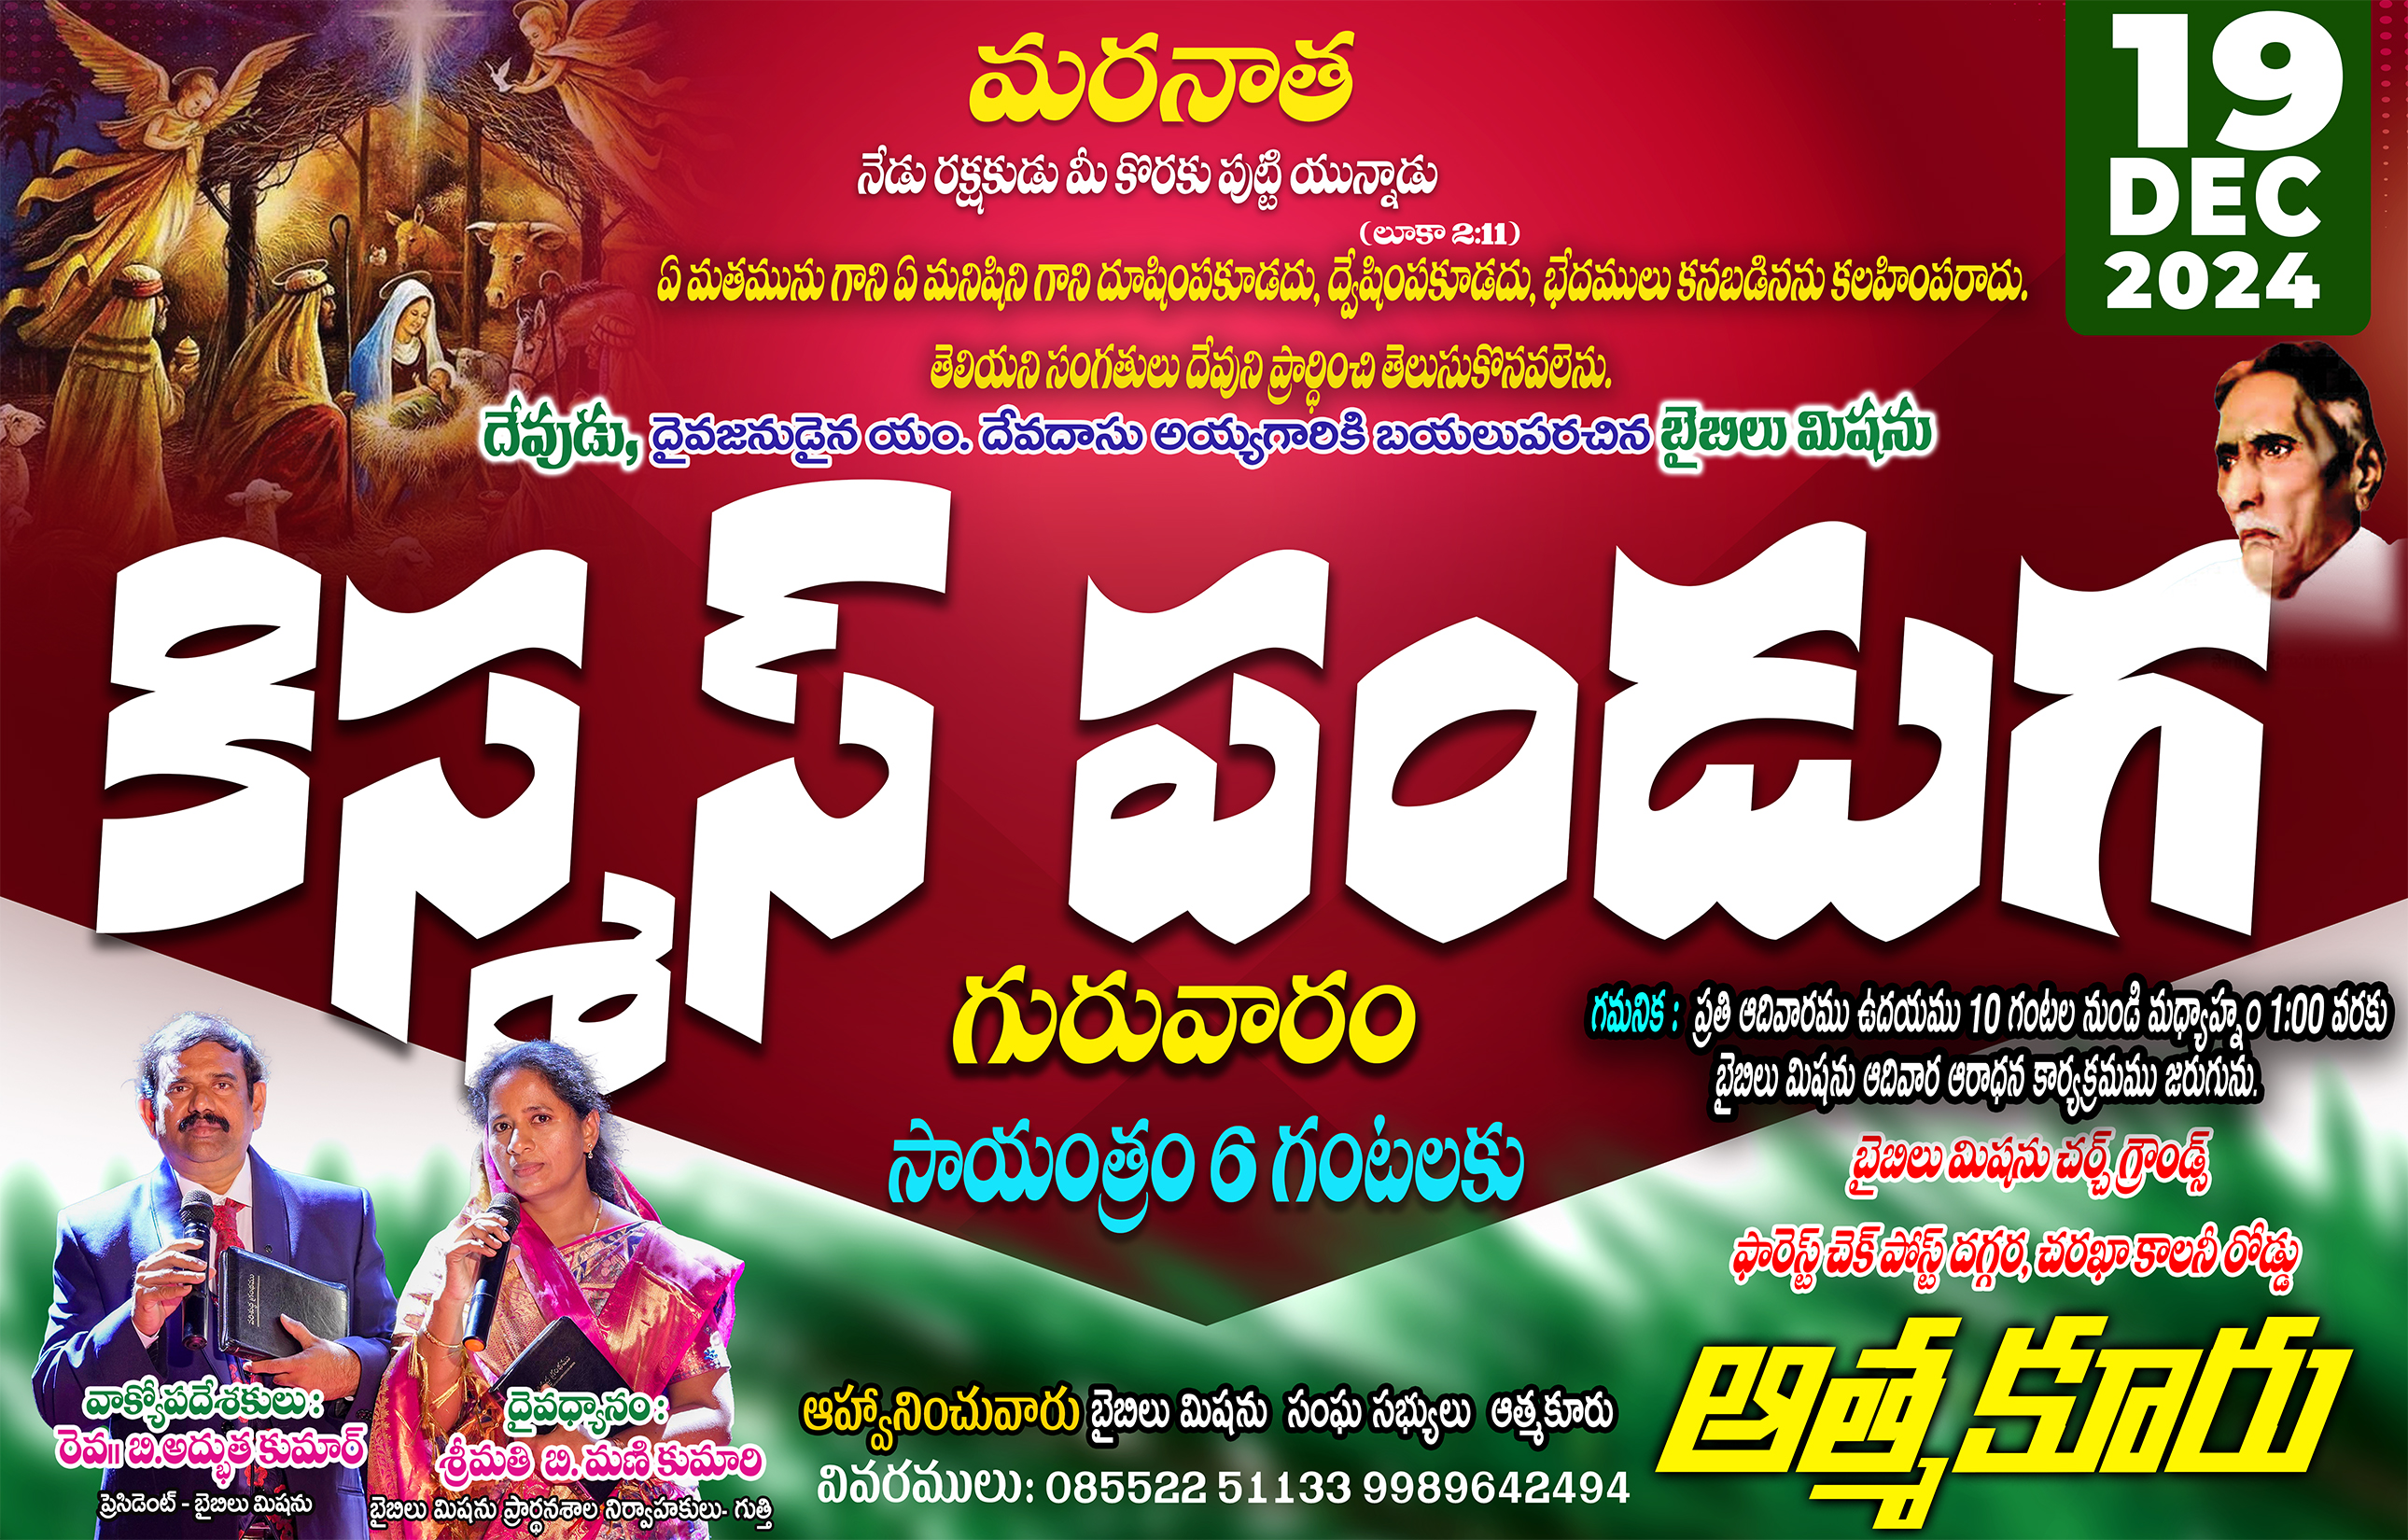 మరనాత
19
DEC
2024
నేడు రక్షకుడు మీ కొరకు పుట్టి యున్నాడు
(లూకా 2:11)
ఏ మతమును గాని ఏ మనిషిని గాని దూషింపకూడదు, ద్వేషింపకూడదు, భేదములు కనబడినను కలహింపరాదు.
తెలియని సంగతులు దేవుని ప్రార్థించి తెలుసుకొనవలెను.
దేవుడు, దైవజనుడైన యం. దేవదాసు అయ్యగారికి బయలుపరచిన బైబిలు మిషను
క్రిస్మస్ పండుగ
గురువారం
సాయంత్రం 6 గంటలకు
గమనిక : ప్రతి ఆదివారము ఉదయము 10 గంటల నుండి మధ్యాహ్నం 1:00 వరకు
బైబిలు మిషను ఆదివార ఆరాధన కార్యక్రమము జరుగును.
బైబిలు మిషను చర్చ్ గ్రౌండ్స్
ఫారెస్ట్ చెక్ పోస్ట్ దగ్గర, చరఖా కాలనీ రోడ్డు
ఆత్మకూరు
వాక్యోపదేశకులు:
రెవ॥ బి.అద్భుత కుమార్
ప్రెసిడెంట్ - బైబిలు మిషను
దైవధ్యానం:
శ్రీమతి బి. మణి కుమారి
బైబిలు మిషను ప్రార్థనశాల నిర్వాహకులు- గుత్తి
ఆహ్వానించువారు బైబిలు మిషను సంఘ సభ్యులు ఆత్మకూరు
వివరములు: 085522 51133 9989642494